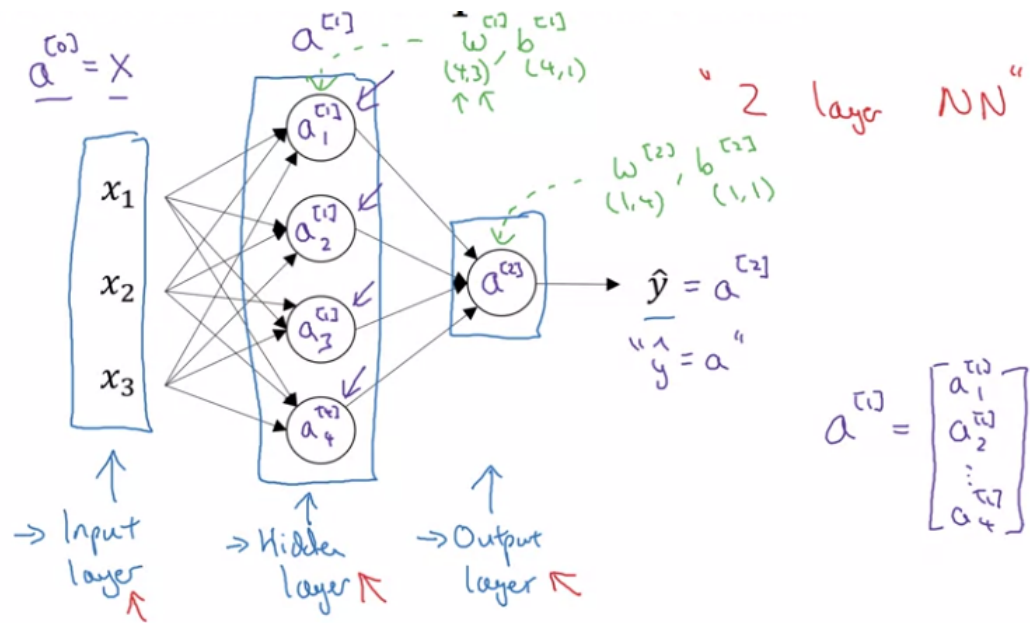 a^[0] = X
a^[1]
w^[1], b^[1]
(4,3) (4,1)
"2 layer NN"
x₁
x₂
x₃
a₁^[1]
a₂^[1]
a₃^[1]
a₄^[4]
w^[2], b^[2]
(1,4) (1,1)
a^[2]
ŷ = a^[2]
"ŷ = a"
a^[1] = [a₁^[1]
a₂^[1]
⋮
a₄^[1]]
→ Input
layer
→ Hidden
layer
→ Output
layer